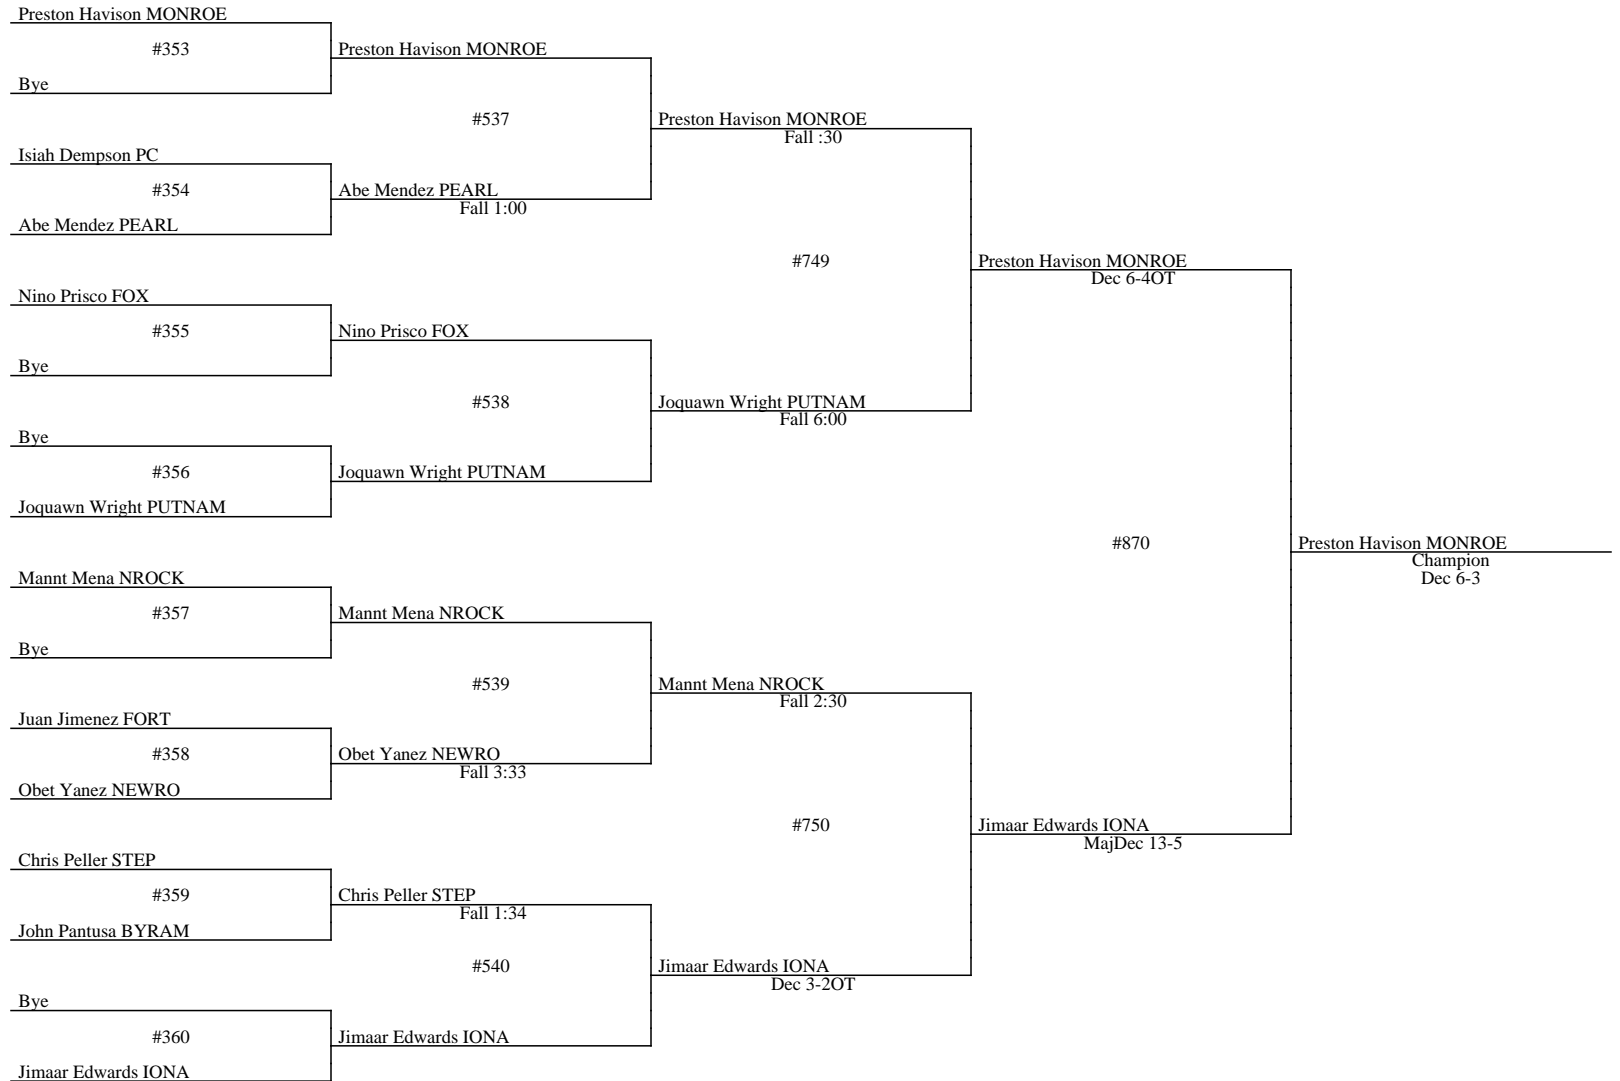 Preston Havison MONROE
#353
Bye
Isiah Dempson PC
#354
Abe Mendez PEARL
Nino Prisco FOX
#355
Bye
Bye
#356
Joquawn Wright PUTNAM
Mannt Mena NROCK
#357
Bye
Juan Jimenez FORT
#358
Obet Yanez NEWRO
Chris Peller STEP
#359
John Pantusa BYRAM
Bye
#360
Jimaar Edwards IONA
Preston Havison MONROE
#537
Abe Mendez PEARL
Fall 1:00
Nino Prisco FOX
#538
Joquawn Wright PUTNAM
Mannt Mena NROCK
#539
Obet Yanez NEWRO
Fall 3:33
Chris Peller STEP
Fall 1:34
#540
Jimaar Edwards IONA
Preston Havison MONROE
Fall :30
#749
Joquawn Wright PUTNAM
Fall 6:00
Mannt Mena NROCK
Fall 2:30
#750
Jimaar Edwards IONA
Dec 3-2OT
Preston Havison MONROE
Dec 6-4OT
#870
Jimaar Edwards IONA
MajDec 13-5
Preston Havison MONROE
Champion
Dec 6-3